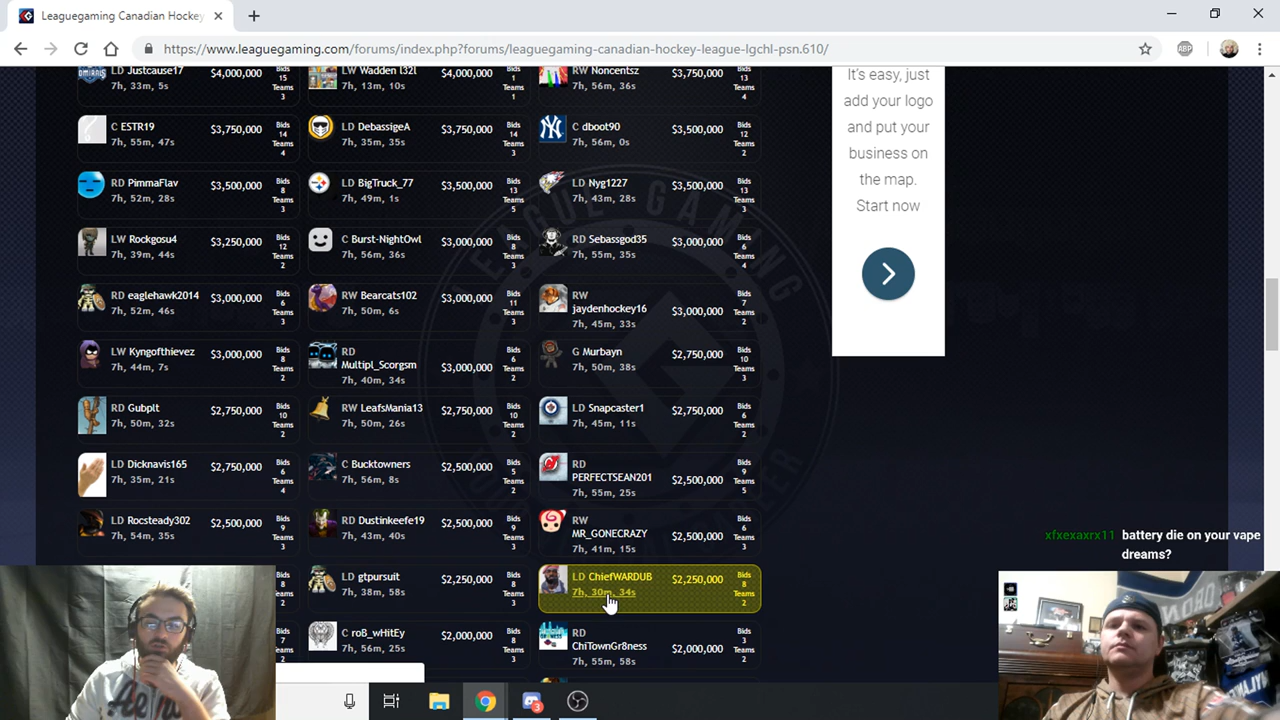 Leaguegaming Canadian Hockey
https://www.leaguegaming.com/forums/index.php?forums/leaguegaming-canadian-hockey-league-lgchl-psn.610/
ABP
LD Justcause17 $4,000,000 Bids 15 Teams 3
7h, 33m, 5s
LW Wadden l32l $4,000,000 Bids 1 Teams 1
7h, 13m, 10s
RW Noncentsz $3,750,000 Bids 13 Teams 4
7h, 56m, 36s
C ESTR19 $3,750,000 Bids 14 Teams 4
7h, 55m, 47s
LD DebassigeA $3,750,000 Bids 14 Teams 3
7h, 35m, 35s
C dboot90 $3,500,000 Bids 12 Teams 2
7h, 56m, 0s
RD PimmaFlav $3,500,000 Bids 8 Teams 3
7h, 52m, 28s
LD BigTruck_77 $3,500,000 Bids 13 Teams 5
7h, 49m, 1s
LD Nyg1227 $3,500,000 Bids 13 Teams 3
7h, 43m, 28s
LW Rockgosu4 $3,250,000 Bids 12 Teams 2
7h, 39m, 44s
C Burst-NightOwl $3,000,000 Bids 8 Teams 3
7h, 56m, 36s
RD Sebassgod35 $3,000,000 Bids 6 Teams 4
7h, 55m, 35s
RD eaglehawk2014 $3,000,000 Bids 6 Teams 3
7h, 52m, 46s
RW Bearcats102 $3,000,000 Bids 11 Teams 3
7h, 50m, 6s
RW
jaydenhockey16 $3,000,000 Bids 7 Teams 2
7h, 45m, 33s
LW Kyngofthievez $3,000,000 Bids 8 Teams 2
7h, 44m, 7s
RD
Multipl_Scorgsm $3,000,000 Bids 6 Teams 2
7h, 40m, 34s
G Murbayn $2,750,000 Bids 10 Teams 3
7h, 50m, 38s
RD Gubplt $2,750,000 Bids 10 Teams 2
7h, 50m, 32s
RW LeafsMania13 $2,750,000 Bids 10 Teams 2
7h, 50m, 26s
LD Snapcaster1 $2,750,000 Bids 6 Teams 2
7h, 45m, 11s
LD Dicknavis165 $2,750,000 Bids 6 Teams 4
7h, 35m, 21s
C Bucktowners $2,500,000 Bids 5 Teams 2
7h, 56m, 8s
RD
PERFECTSEAN201 $2,500,000 Bids 9 Teams 5
7h, 55m, 25s
LD Rocsteady302 $2,500,000 Bids 9 Teams 3
7h, 54m, 35s
RD Dustinkeefe19 $2,500,000 Bids 9 Teams 3
7h, 43m, 40s
RW
MR_GONECRAZY $2,500,000 Bids 6 Teams 3
7h, 41m, 15s
Bids 8 Teams 2
LD gtpursuit $2,250,000 Bids 8 Teams 3
7h, 38m, 58s
LD ChiefWARDUB $2,250,000 Bids 8 Teams 2
7h, 30m, 34s
Bids 7 Teams 2
C roB_wHitEy $2,000,000 Bids 8 Teams 3
7h, 56m, 25s
RD
ChiTownGr8ness $2,000,000 Bids 3 Teams 2
7h, 55m, 58s
It's easy, just
add your logo
and put your
business on
the map.
Start now
LEAGUE GAMING
xfxexaxrx11 battery die on your vape
dreams?
3